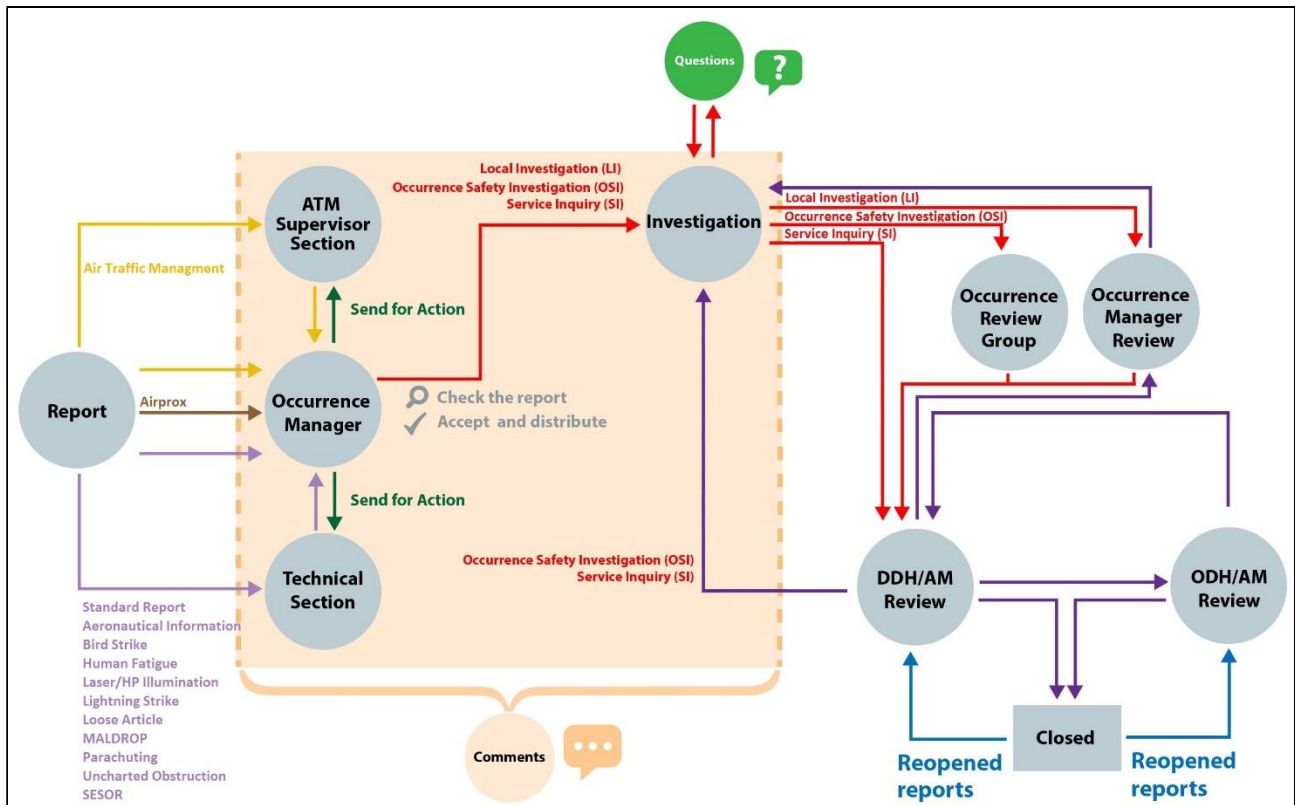 Questions
?
Local Investigation (LI)
Occurrence Safety Investigation (OSI)
Service Inquiry (SI)
ATM
Supervisor
Section
Investigation
Local Investigation (LI)
Occurrence Safety Investigation (OSI)
Service Inquiry (SI)
Air Traffic Managment
Send for Action
Occurrence
Review
Group
Occurrence
Manager
Review
Report
Airprox
Occurrence
Manager
Check the report
Accept and distribute
Send for Action
Technical
Section
Occurrence Safety Investigation (OSI)
Service Inquiry (SI)
DDH/AM
Review
ODH/AM
Review
Standard Report
Aeronautical Information
Bird Strike
Human Fatigue
Laser/HP Illumination
Lightning Strike
Loose Article
MALDROP
Parachuting
Uncharted Obstruction
SESOR
Comments
Closed
Reopened
reports
Reopened
reports